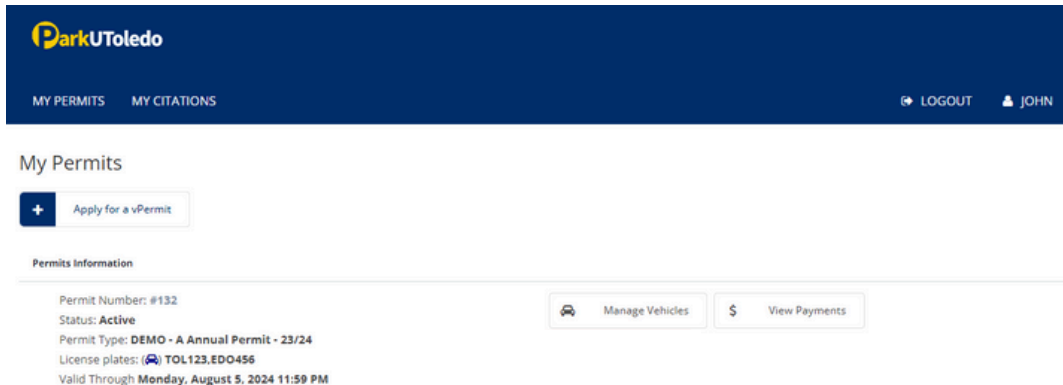 ParkUToledo
MY PERMITS MY CITATIONS LOGOUT JOHN
My Permits
+ Apply for a vPermit
Permits Information
Permit Number: #132
Manage Vehicles $ View Payments
Status: Active
Permit Type: DEMO - A Annual Permit - 23/24
License plates: () TOL123,EDO456
Valid Through Monday, August 5, 2024 11:59 PM